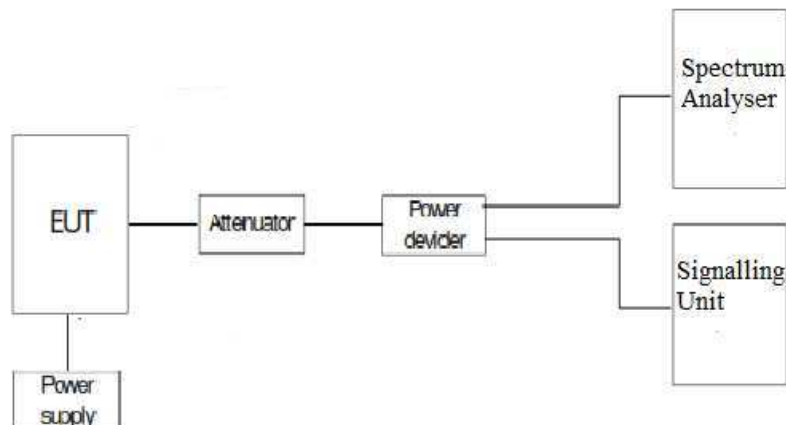 Spectrum
Analyser
EUT
Attenuator
Power
devider
Signalling
Unit
Power
supply